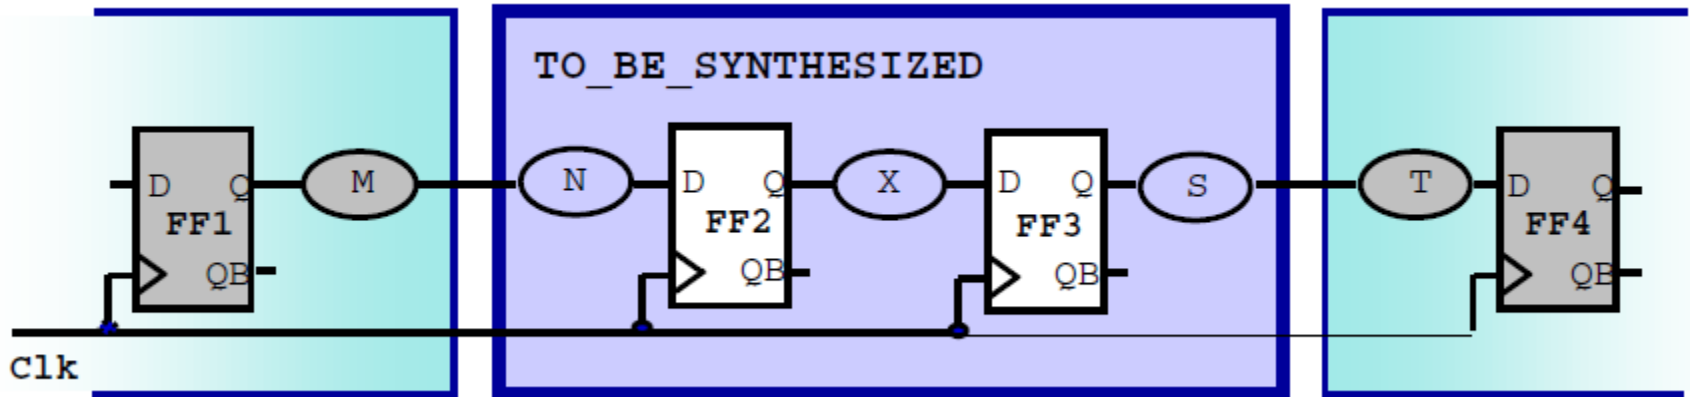 TO_BE_SYNTHESIZED
D Q M N D Q X D Q S T D Q
FF1 FF2 FF3 FF4
QB QB QB QB
Clk